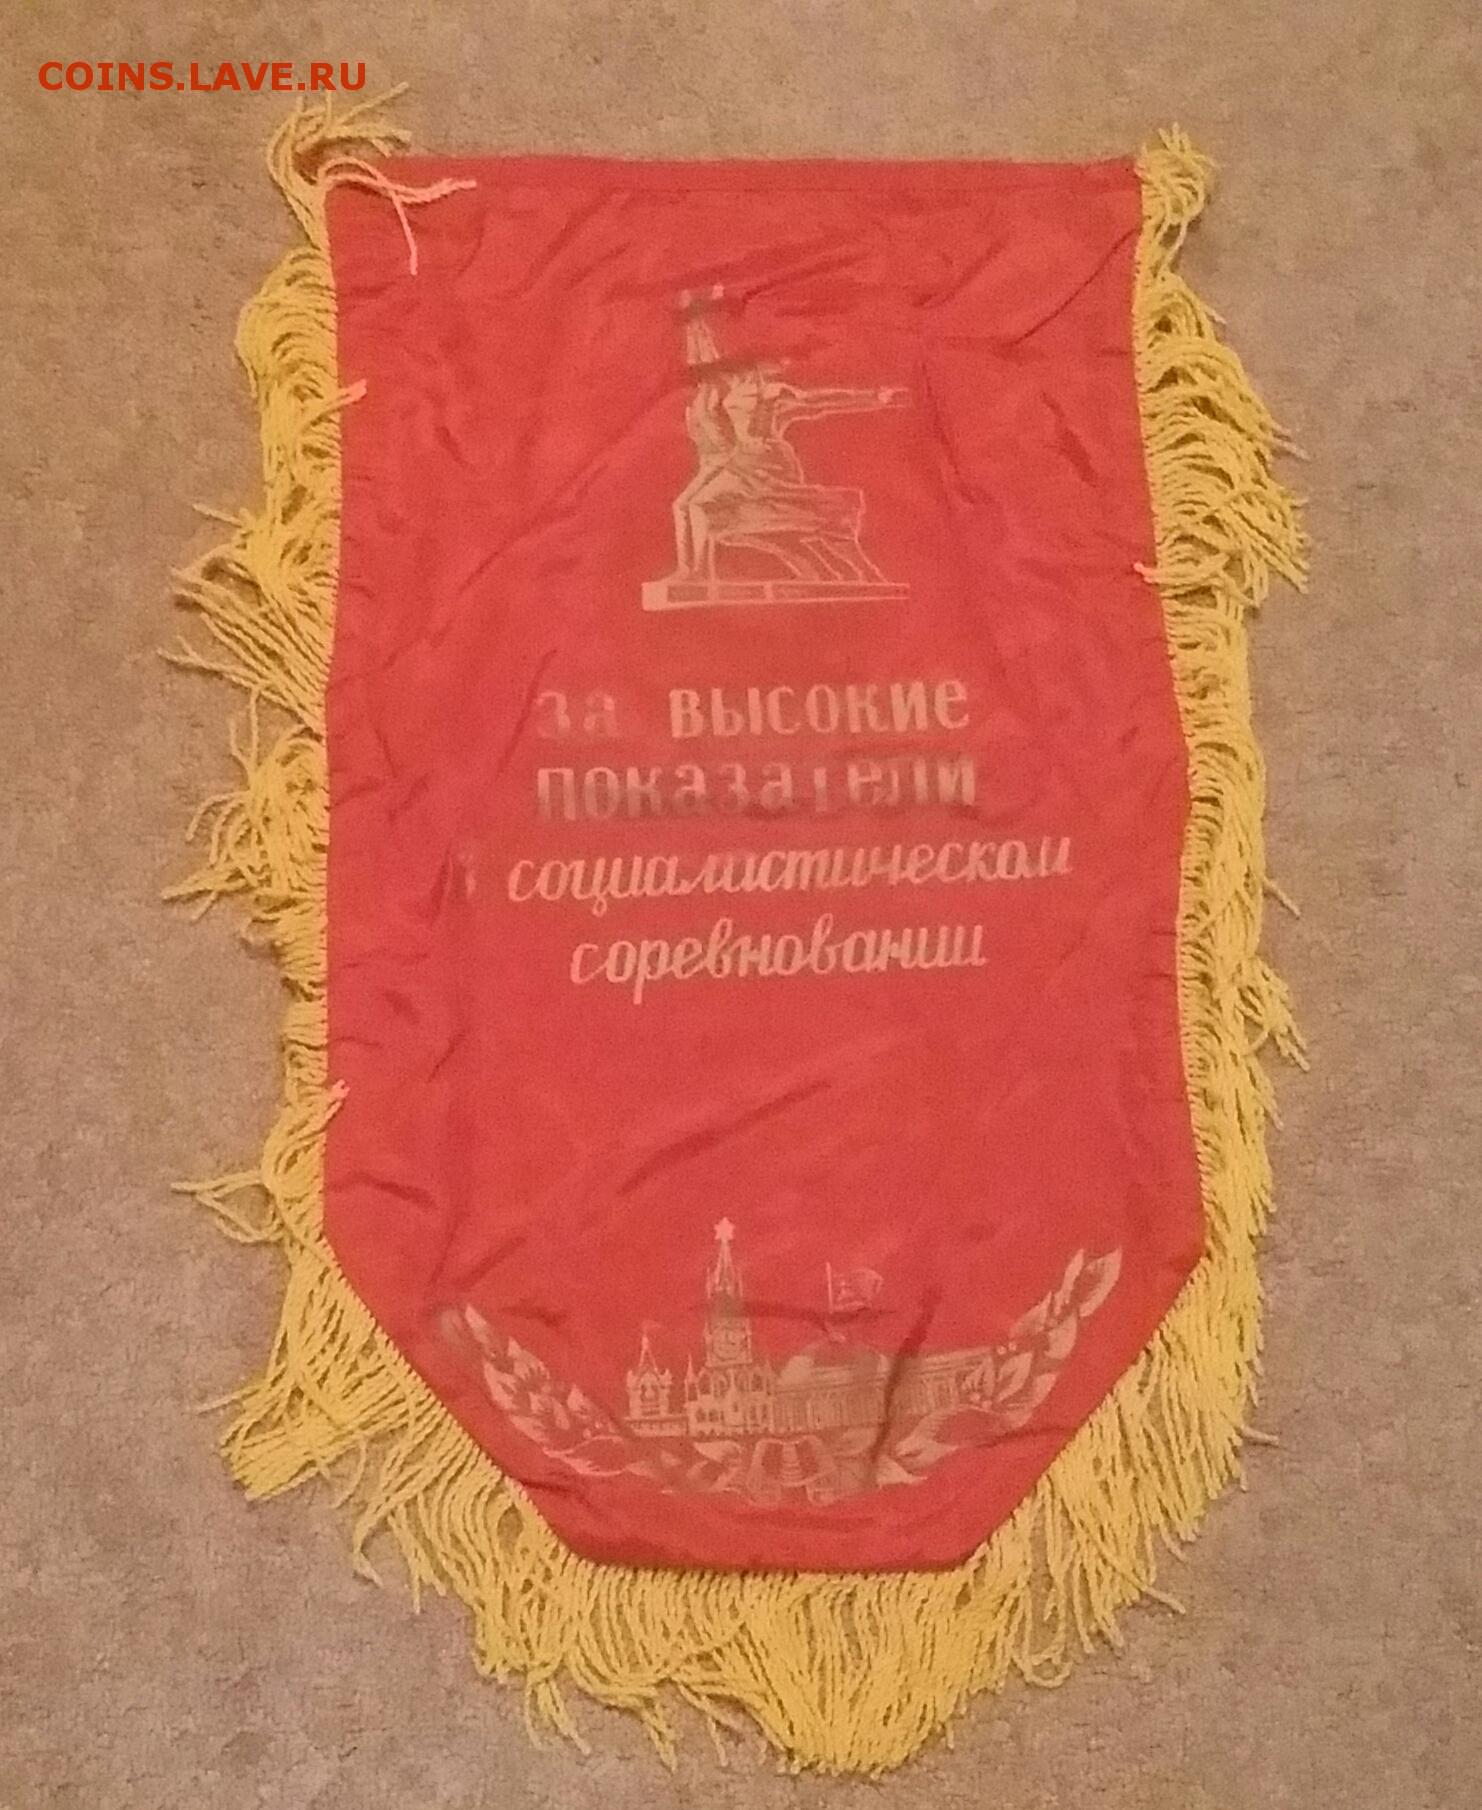 COINS.LAVE.RU
за ВЫСОКИЕ
ПОКАЗАТЕЛИ
социалистическом
соревновании